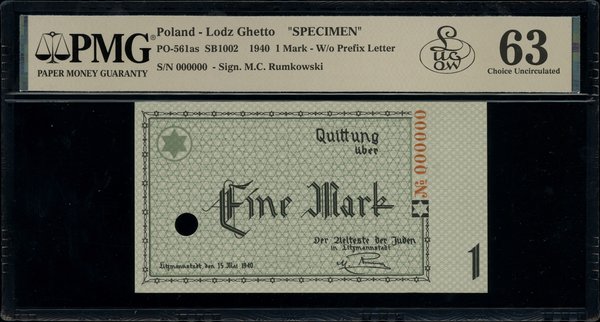 PMG
PAPER MONEY GUARANTY
Poland - Lodz Ghetto "SPECIMEN"
PO-561as SB1002 1940 1 Mark - W/o Prefix Letter
S/N 000000 - Sign. M.C. Rumkowski
LUCOW
63
Choice Uncirculated
Quittung
über
Eine Mark
№ 000000
Der Aelteste der Juden
in Litzmannstadt
Litzmannstadt, den 15. Mai 1940
1